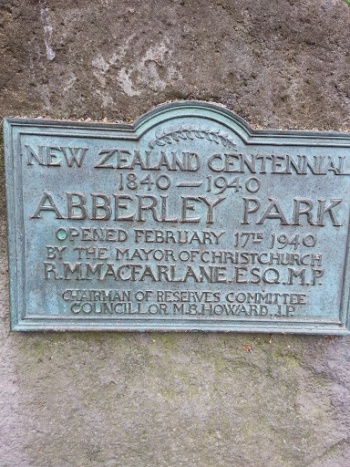 NEW ZEALAND CENTENNIAL
1840 — 1940
ABBERLEY PARK
OPENED FEBRUARY 17TH 1940
BY THE MAYOR OF CHRISTCHURCH
R.M.MACFARLANE. ESQ. M.P.
CHAIRMAN OF RESERVES COMMITTEE
COUNCILLOR M.B.HOWARD. J.P.